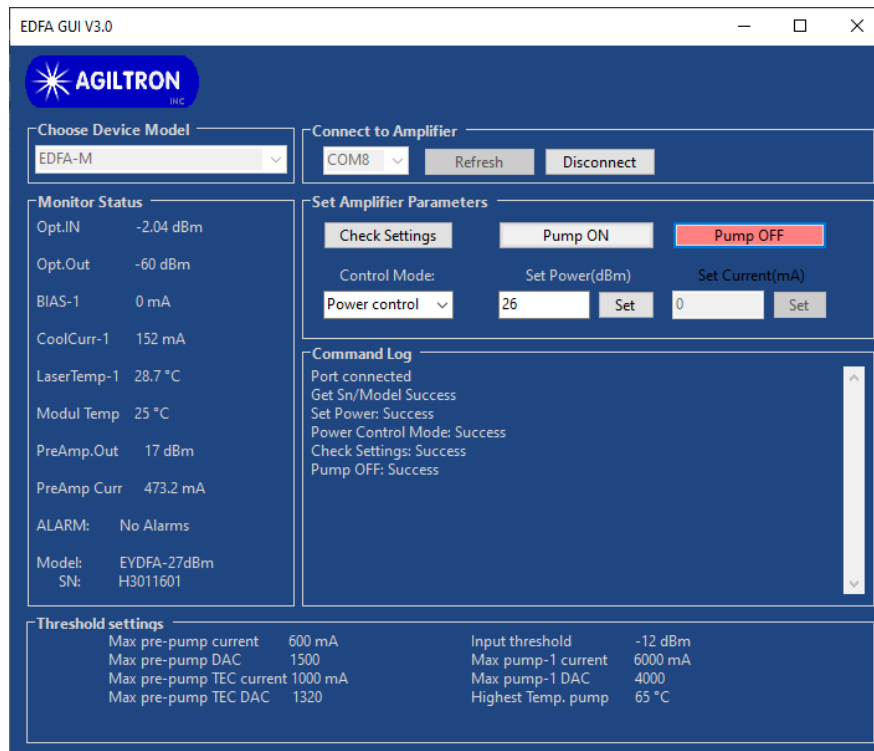 EDFA GUI V3.0
AGILTRON
INC
Choose Device Model
EDFA-M
Connect to Amplifier
COM8 Refresh Disconnect
Monitor Status
Opt.IN -2.04 dBm
Opt.Out -60 dBm
BIAS-1 0 mA
CoolCurr-1 152 mA
LaserTemp-1 28.7 °C
Modul Temp 25 °C
PreAmp.Out 17 dBm
PreAmp Curr 473.2 mA
ALARM: No Alarms
Model: EYDFA-27dBm
SN: H3011601
Set Amplifier Parameters
Check Settings Pump ON Pump OFF
Control Mode: Set Power(dBm) Set Current(mA)
Power control 26 Set 0 Set
Command Log
Port connected
Get Sn/Model Success
Set Power: Success
Power Control Mode: Success
Check Settings: Success
Pump OFF: Success
Threshold settings
Max pre-pump current 600 mA
Max pre-pump DAC 1500
Max pre-pump TEC current 1000 mA
Max pre-pump TEC DAC 1320
Input threshold -12 dBm
Max pump-1 current 6000 mA
Max pump-1 DAC 4000
Highest Temp. pump 65 °C